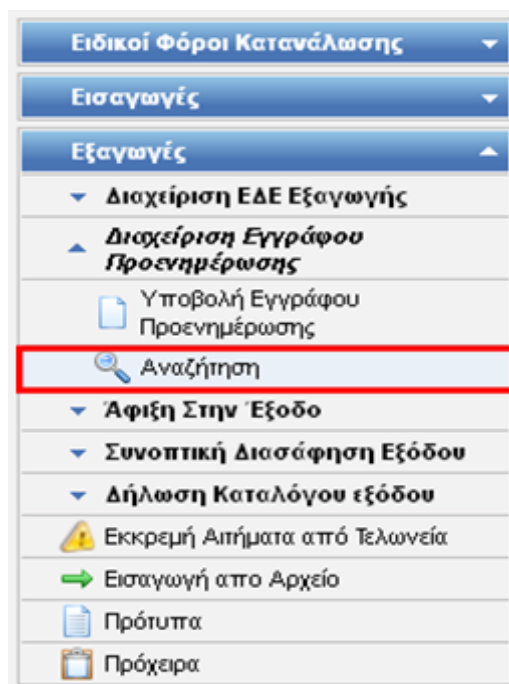 Ειδικοί Φόροι Κατανάλωσης
Εισαγωγές
Εξαγωγές
Διαχείριση ΕΔΕ Εξαγωγής
Διαχείριση Εγγράφου
Προενημέρωσης
Υποβολή Εγγράφου
Προενημέρωσης
Αναζήτηση
Άφιξη Στην Έξοδο
Συνοπτική Διασάφηση Εξόδου
Δήλωση Καταλόγου εξόδου
Εκκρεμή Αιτήματα από Τελωνεία
Εισαγωγή απο Αρχείο
Πρότυπα
Πρόχειρα